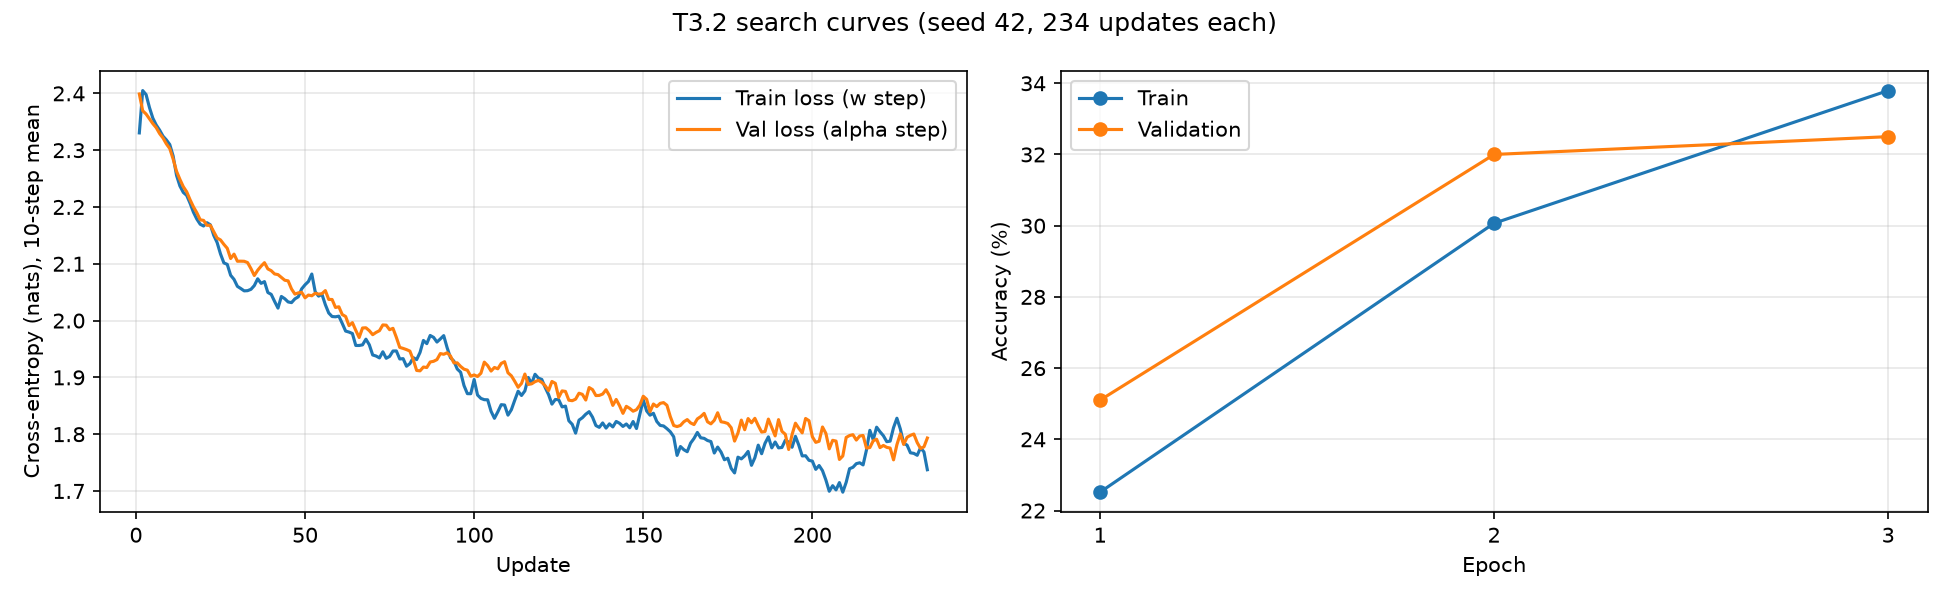 T3.2 search curves (seed 42, 234 updates each)
Cross-entropy (nats), 10-step mean
2.4
2.3
2.2
2.1
2.0
1.9
1.8
1.7
Train loss (w step)
Val loss (alpha step)
0
50
100
150
200
Update
Accuracy (%)
34
32
30
28
26
24
22
Train
Validation
1
2
3
Epoch